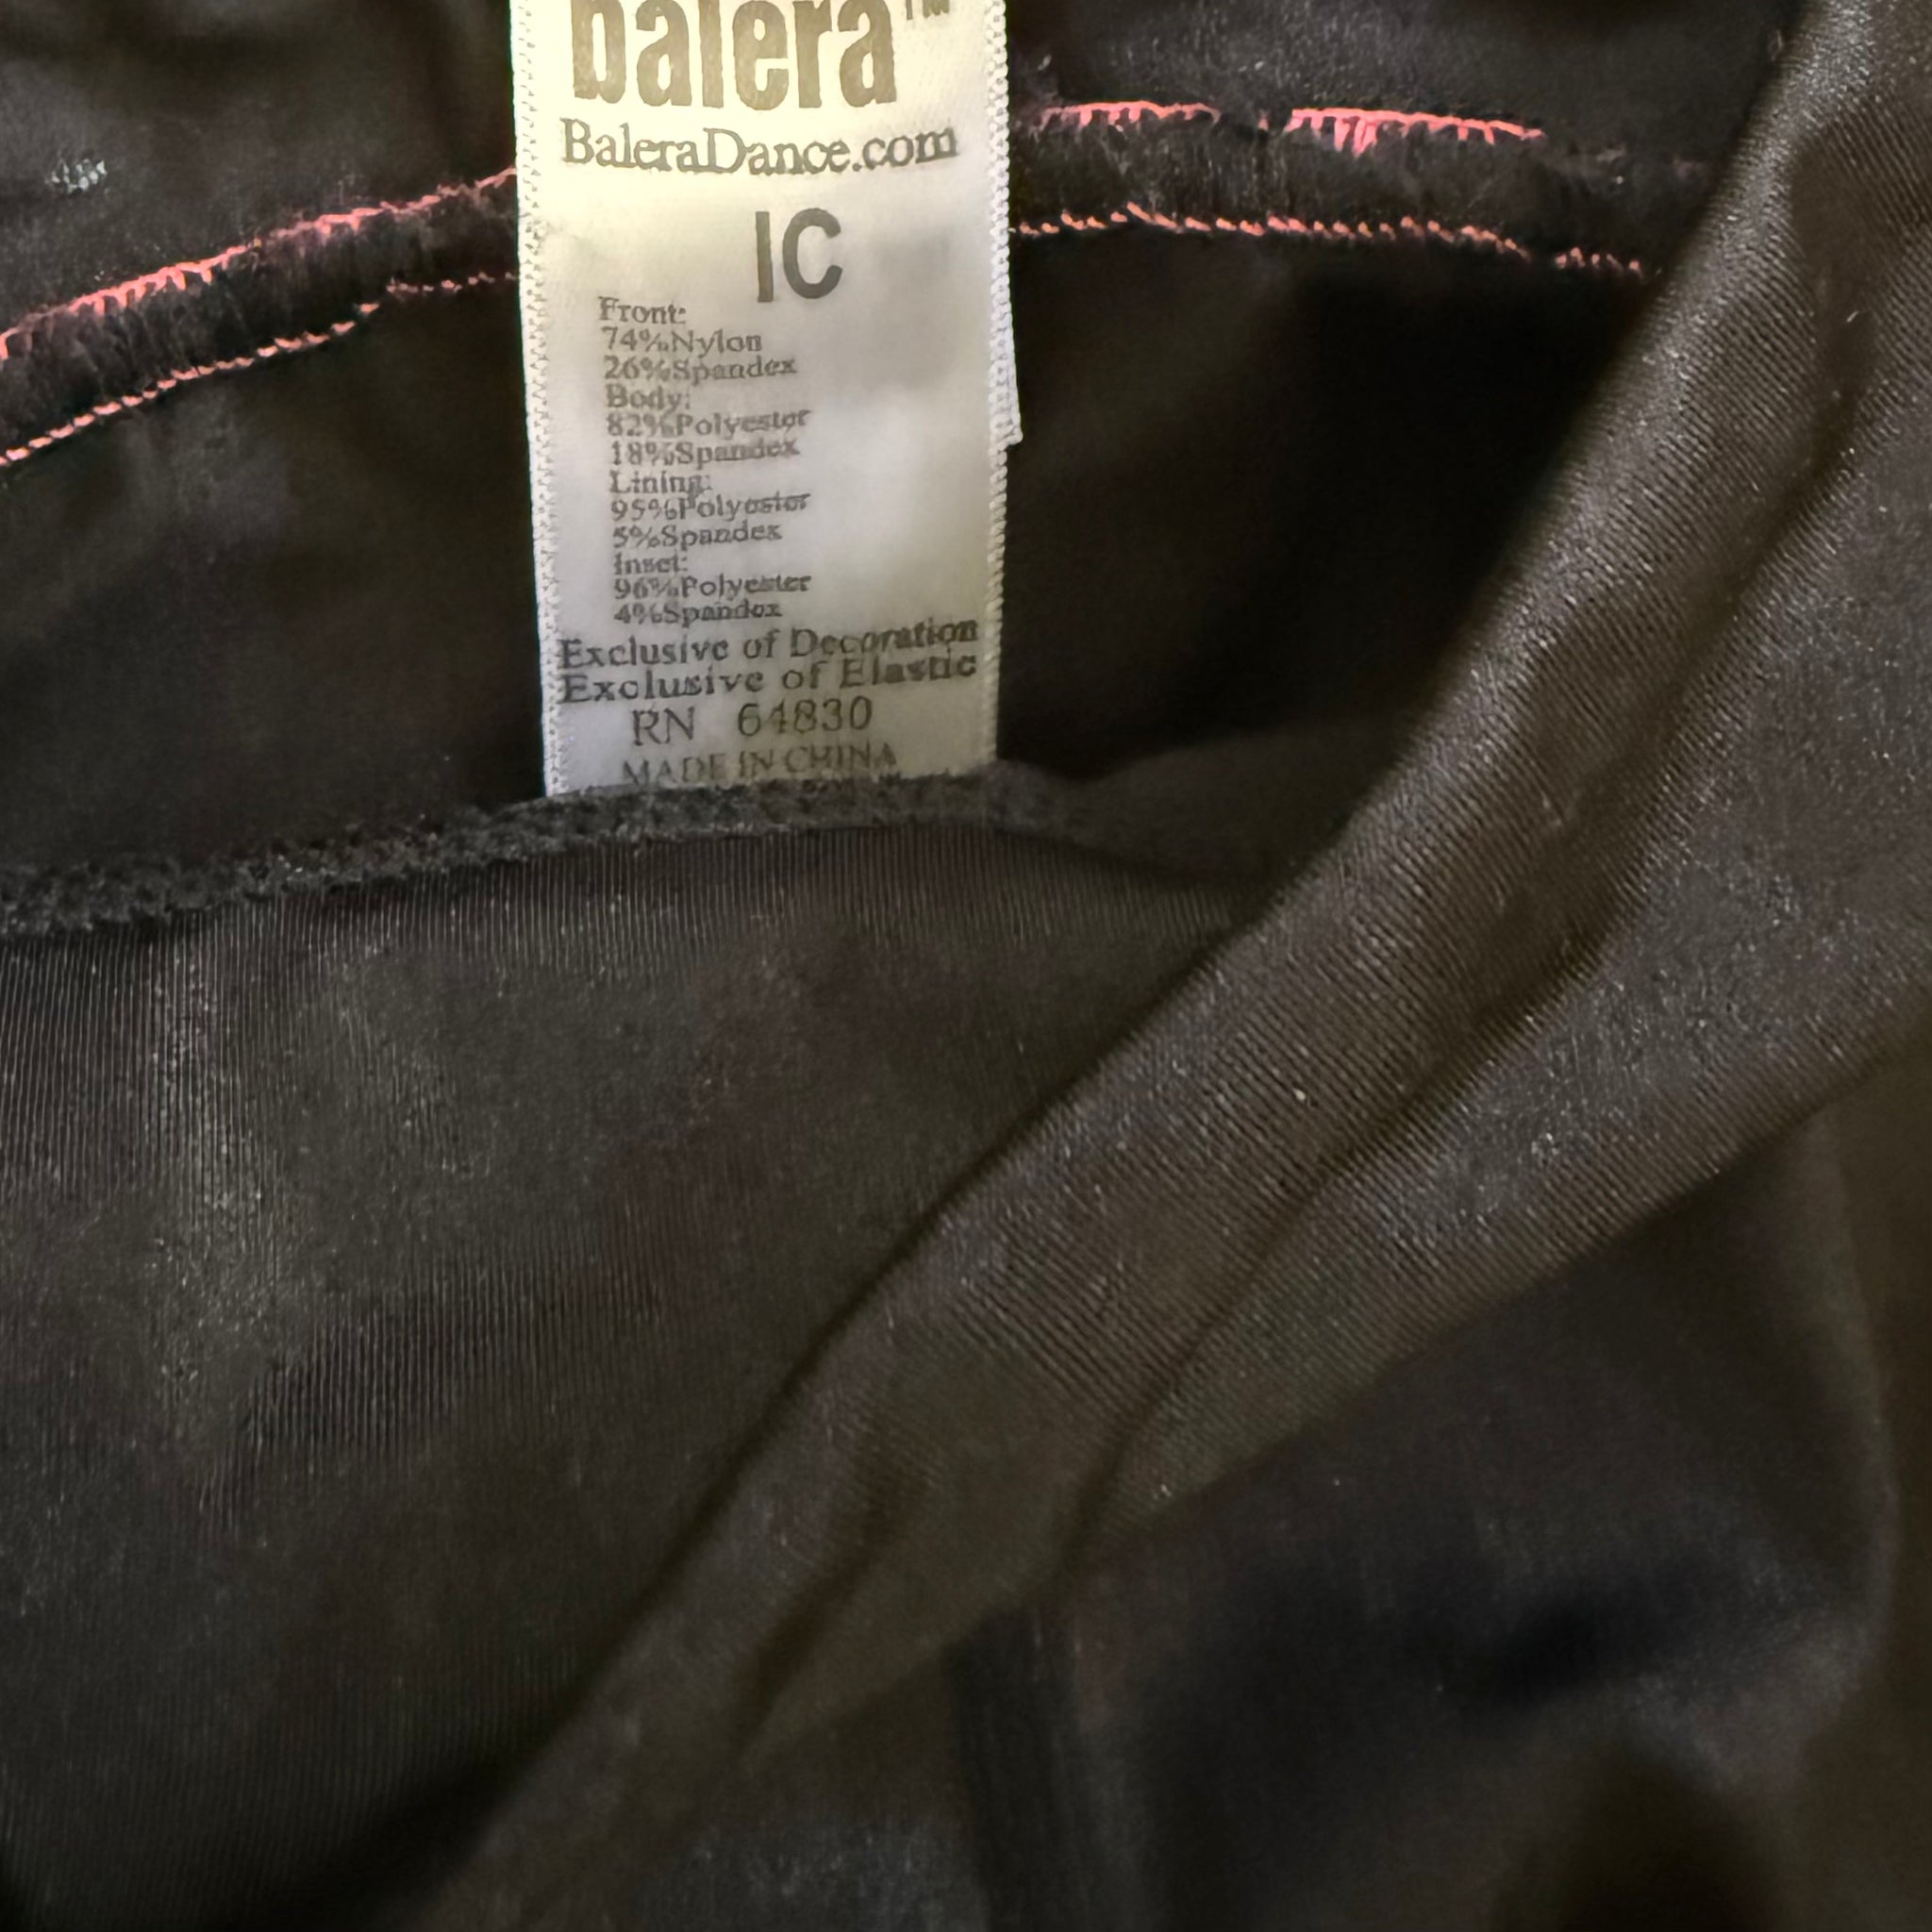 balera™
BaleraDance.com
IC
Front:
74%Nylon
26%Spandex
Body:
82%Polyester
18%Spandex
Lining:
95%Polyester
5%Spandex
Inset:
96%Polyester
4%Spandex
Exclusive of Decoration
Exclusive of Elastic
RN 64830
MADE IN CHINA